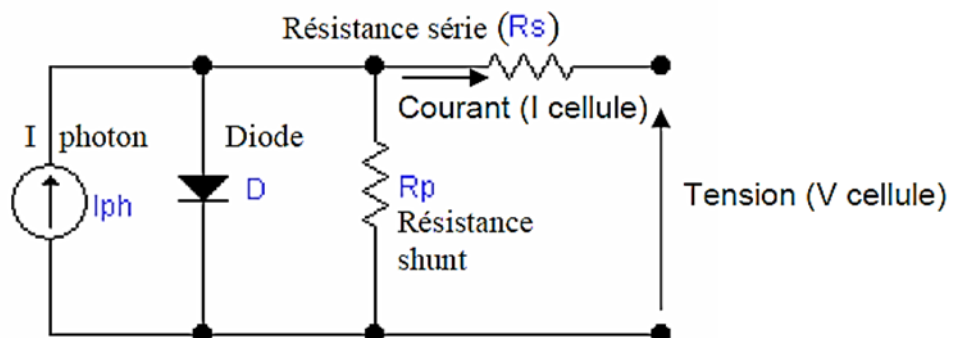 Résistance série (Rs)
Courant (I cellule)
I photon
Diode
Iph
D
Rp
Résistance
shunt
Tension (V cellule)